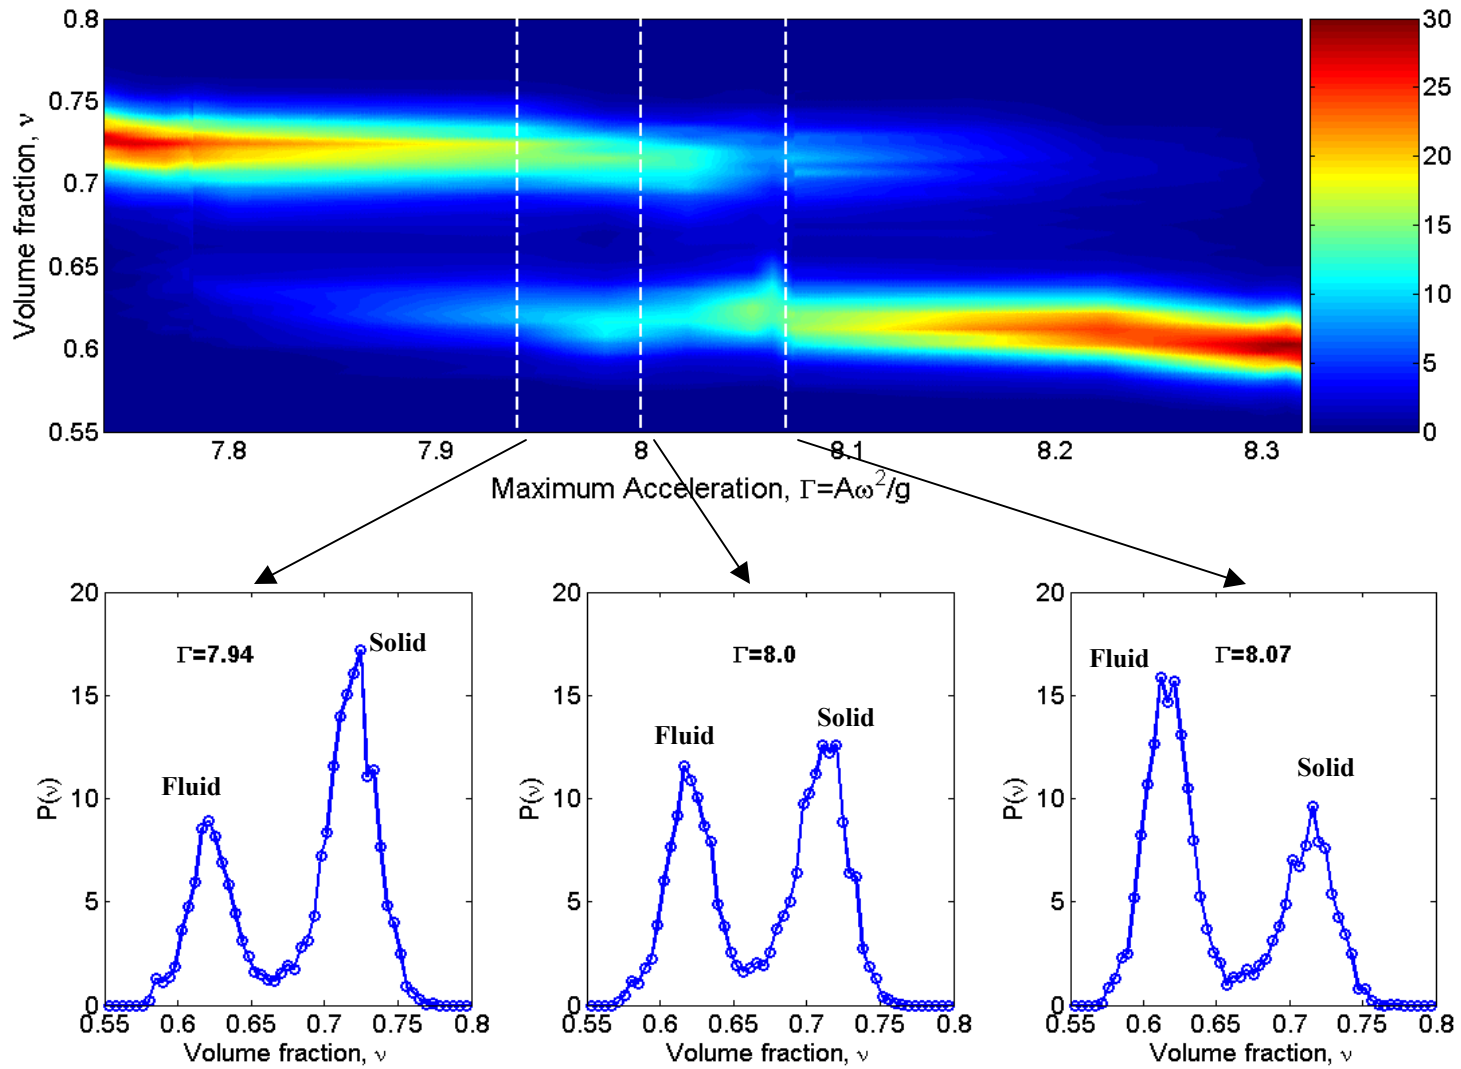 0.8
0.75
0.7
0.65
0.6
0.55
Volume fraction, ν
7.8 7.9 8 8.1 8.2 8.3
Maximum Acceleration, Γ=Aω²/g
30
25
20
15
10
5
0
20
15
10
5
0
P(ν)
Γ=7.94
Solid
Fluid
0.55 0.6 0.65 0.7 0.75 0.8
Volume fraction, ν
20
15
10
5
0
P(ν)
Γ=8.0
Fluid
Solid
0.55 0.6 0.65 0.7 0.75 0.8
Volume fraction, ν
20
15
10
5
0
P(ν)
Fluid
Γ=8.07
Solid
0.55 0.6 0.65 0.7 0.75 0.8
Volume fraction, ν